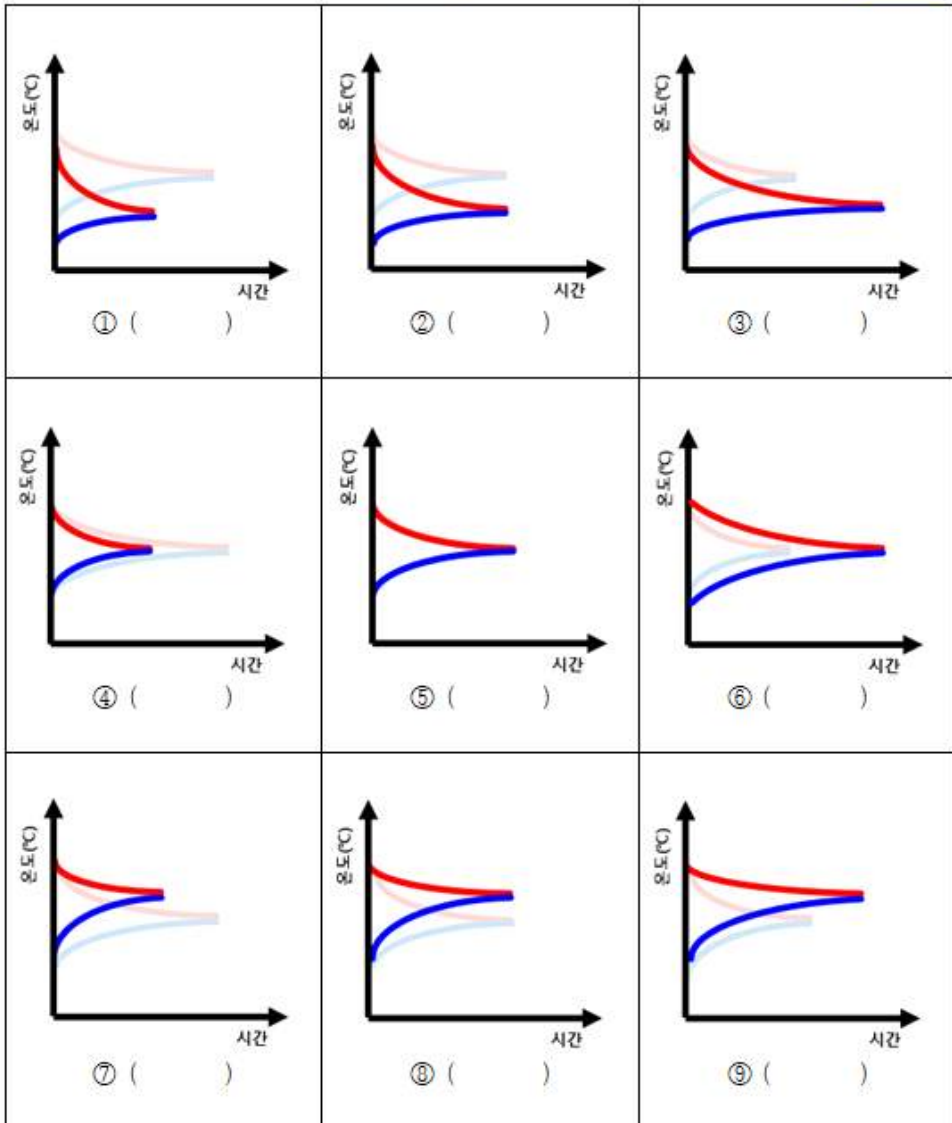 온도(℃) 온도(℃) 온도(℃)
시간 시간 시간
① (          ) ② (          ) ③ (          )
온도(℃) 온도(℃) 온도(℃)
시간 시간 시간
④ (          ) ⑤ (          ) ⑥ (          )
온도(℃) 온도(℃) 온도(℃)
시간 시간 시간
⑦ (          ) ⑧ (          ) ⑨ (          )